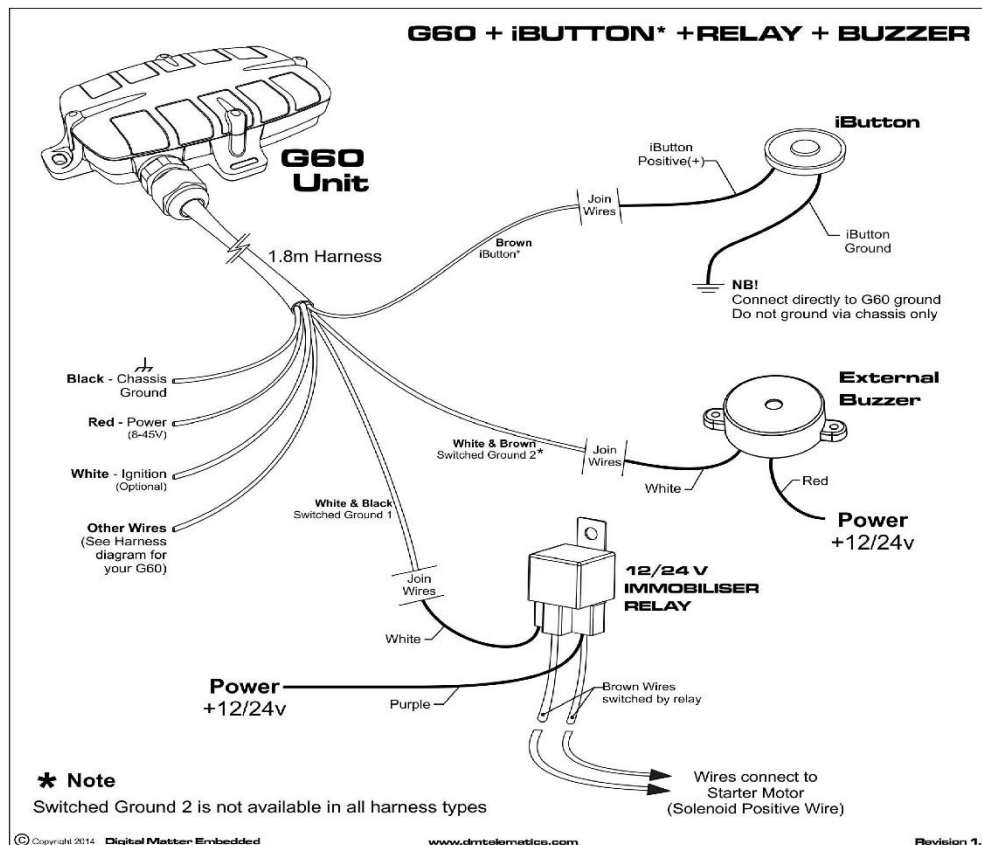 G60 + iBUTTON* +RELAY + BUZZER
G60
Unit
iButton
iButton
Positive(+)
Join
Wires
iButton
Ground
Brown
iButton*
1.8m Harness
NB!
Connect directly to G60 ground
Do not ground via chassis only
Black - Chassis
Ground
Red - Power
(8-45V)
White - Ignition
(Optional)
Other Wires
(See Harness
diagram for
your G60)
External
Buzzer
White & Brown
Switched Ground 2*
Join
Wires
White
Red
Power
+12/24v
White & Black
Switched Ground 1
Join
Wires
White
12/24 V
IMMOBILISER
RELAY
Power
+12/24v
Purple
Brown Wires
switched by relay
Wires connect to
Starter Motor
(Solenoid Positive Wire)
* Note
Switched Ground 2 is not available in all harness types
© Copyright 2014 Digital Matter Embedded
www.dmtelematics.com
Revision 1.